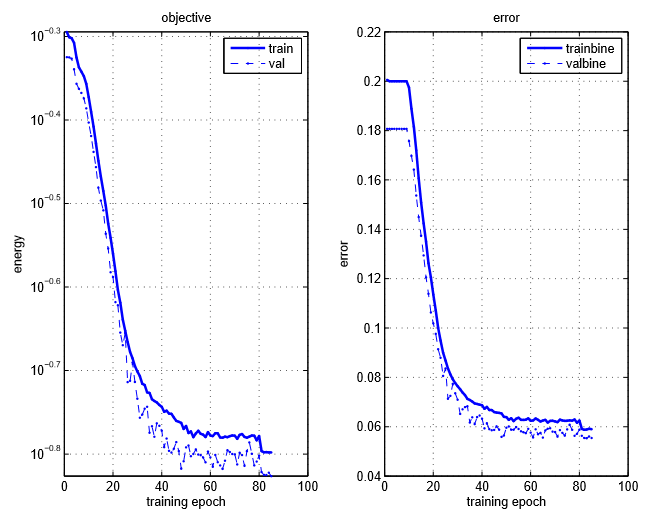 objective
10^-0.3
10^-0.4
10^-0.5
10^-0.6
10^-0.7
10^-0.8
energy
0 20 40 60 80 100
training epoch
train
val
error
0.22
0.2
0.18
0.16
0.14
0.12
0.1
0.08
0.06
0.04
error
0 20 40 60 80 100
training epoch
trainbine
valbine